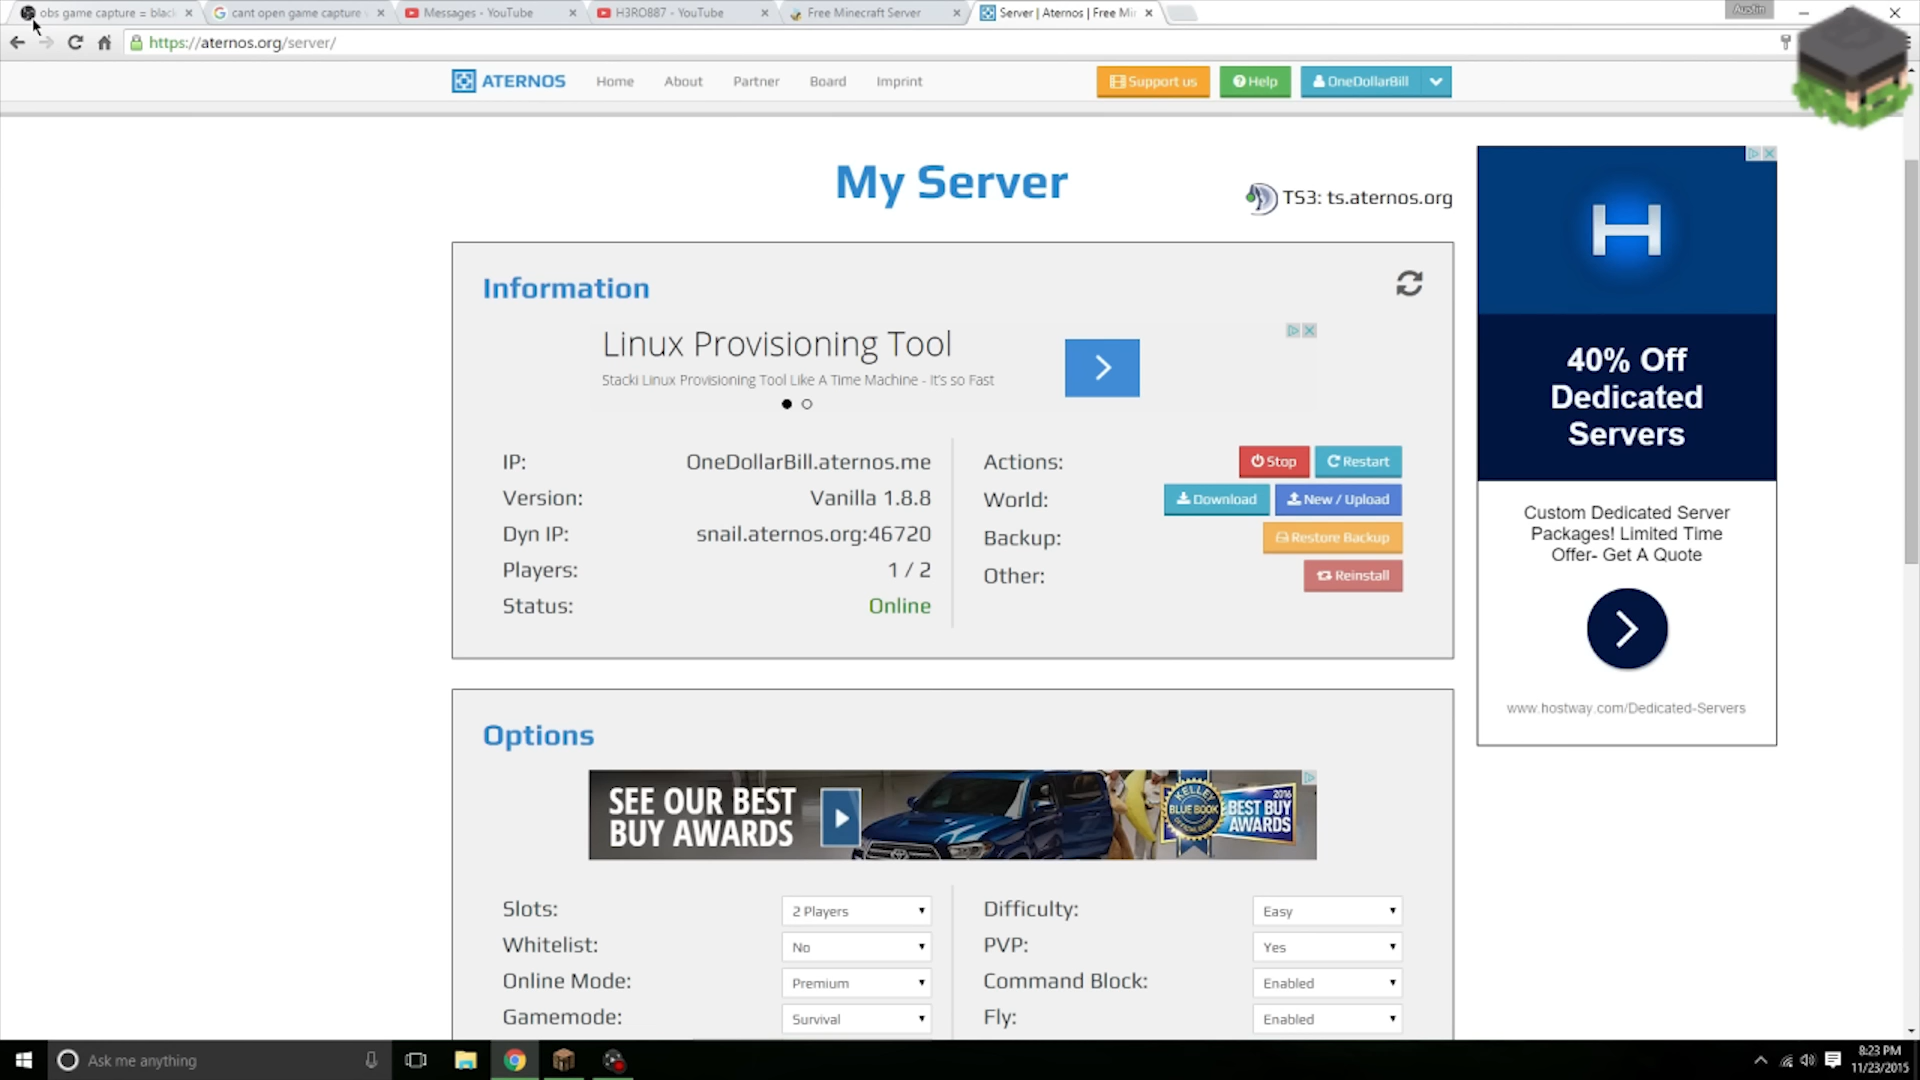 obs game capture = blac
cant open game capture
Messages - YouTube
H3RO887 - YouTube
Free Minecraft Server
Server | Aternos | Free Mi
Austin
https://aternos.org/server/
ATERNOS
Home
About
Partner
Board
Imprint
Support us
Help
OneDollarBill
My Server
TS3: ts.aternos.org
Information
Linux Provisioning Tool
Stacki Linux Provisioning Tool Like A Time Machine - It's so Fast
IP:
OneDollarBill.aternos.me
Version:
Vanilla 1.8.8
Dyn IP:
snail.aternos.org:46720
Players:
1 / 2
Status:
Online
Actions:
Stop
Restart
World:
Download
New / Upload
Backup:
Restore Backup
Other:
Reinstall
H
40% Off
Dedicated
Servers
Custom Dedicated Server
Packages! Limited Time
Offer- Get A Quote
www.hostway.com/Dedicated-Servers
Options
SEE OUR BEST
BUY AWARDS
KELLEY
BLUE BOOK
2016
BEST BUY
AWARDS
Slots:
2 Players
Difficulty:
Easy
Whitelist:
No
PVP:
Yes
Online Mode:
Premium
Command Block:
Enabled
Gamemode:
Survival
Fly:
Enabled
Ask me anything
8:23 PM
11/23/2015